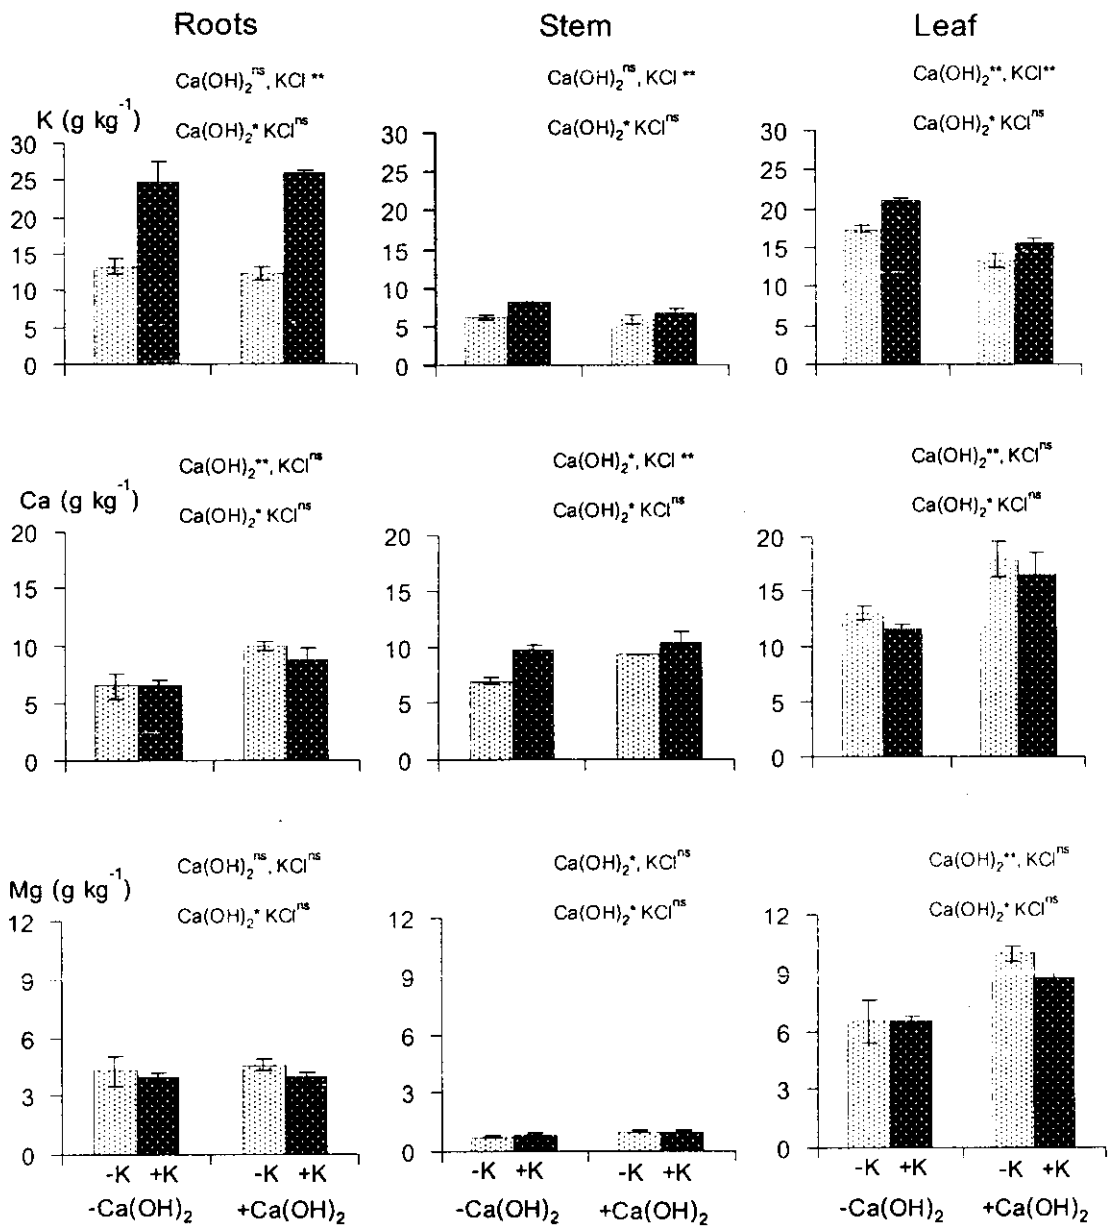 Roots Stem Leaf
Ca(OH)₂ⁿˢ, KCl ** Ca(OH)₂ⁿˢ, KCl ** Ca(OH)₂**, KCl**
K (g kg⁻¹) Ca(OH)₂* KClⁿˢ Ca(OH)₂* KClⁿˢ Ca(OH)₂* KClⁿˢ
30 30 30
25 25 25
20 20 20
15 15 15
10 10 10
5 5 5
0 0 0
Ca(OH)₂**, KClⁿˢ Ca(OH)₂*, KCl ** Ca(OH)₂**, KClⁿˢ
Ca (g kg⁻¹) Ca(OH)₂* KClⁿˢ Ca(OH)₂* KClⁿˢ Ca(OH)₂* KClⁿˢ
20 20 20
15 15 15
10 10 10
5 5 5
0 0 0
Ca(OH)₂ⁿˢ, KClⁿˢ Ca(OH)₂*, KClⁿˢ Ca(OH)₂**, KClⁿˢ
Mg (g kg⁻¹) Ca(OH)₂* KClⁿˢ Ca(OH)₂* KClⁿˢ Ca(OH)₂* KClⁿˢ
12 12 12
9 9 9
6 6 6
3 3 3
0 0 0
-K +K -K +K -K +K -K +K -K +K -K +K
-Ca(OH)₂ +Ca(OH)₂ -Ca(OH)₂ +Ca(OH)₂ -Ca(OH)₂ +Ca(OH)₂